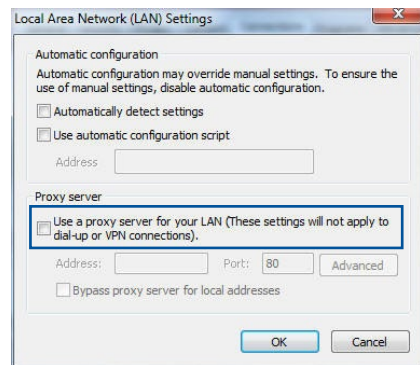 Local Area Network (LAN) Settings
Automatic configuration
Automatic configuration may override manual settings. To ensure the
use of manual settings, disable automatic configuration.
Automatically detect settings
Use automatic configuration script
Address
Proxy server
Use a proxy server for your LAN (These settings will not apply to
dial-up or VPN connections).
Address:
Port: 80
Advanced
Bypass proxy server for local addresses
OK
Cancel